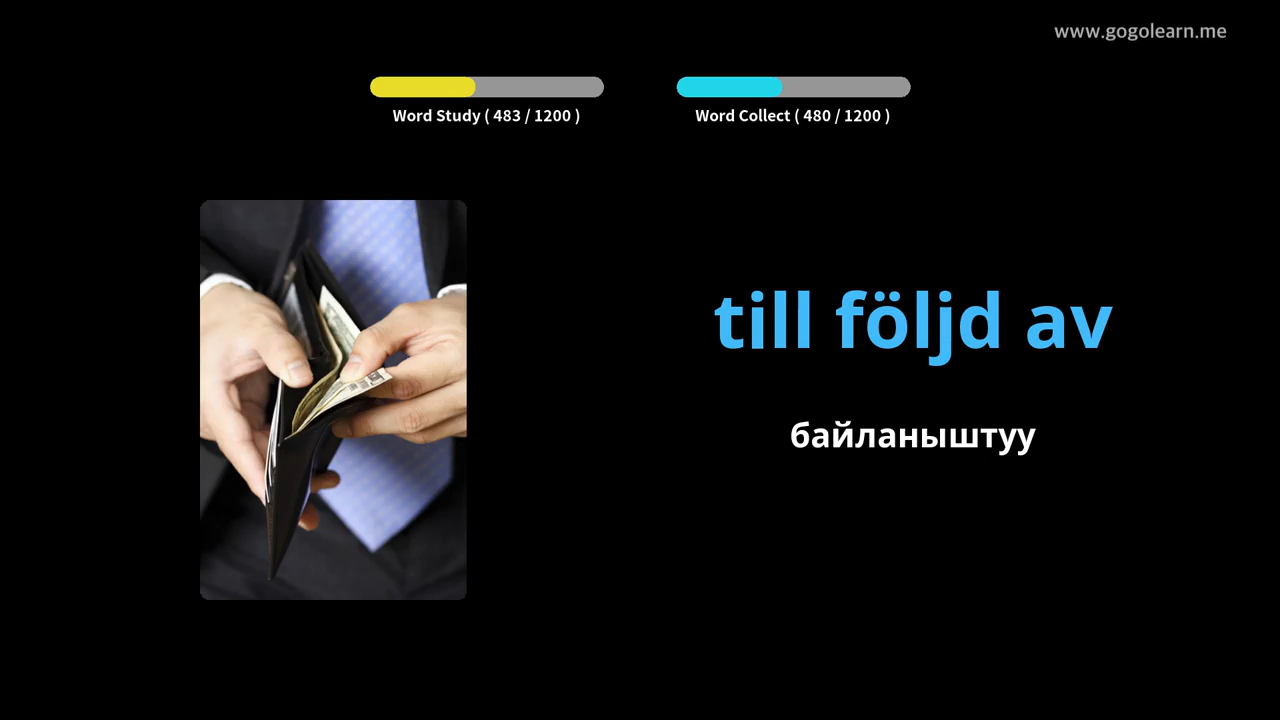 www.gogolearn.me
Word Study ( 483 / 1200 )
Word Collect ( 480 / 1200 )
till följd av
байланыштуу